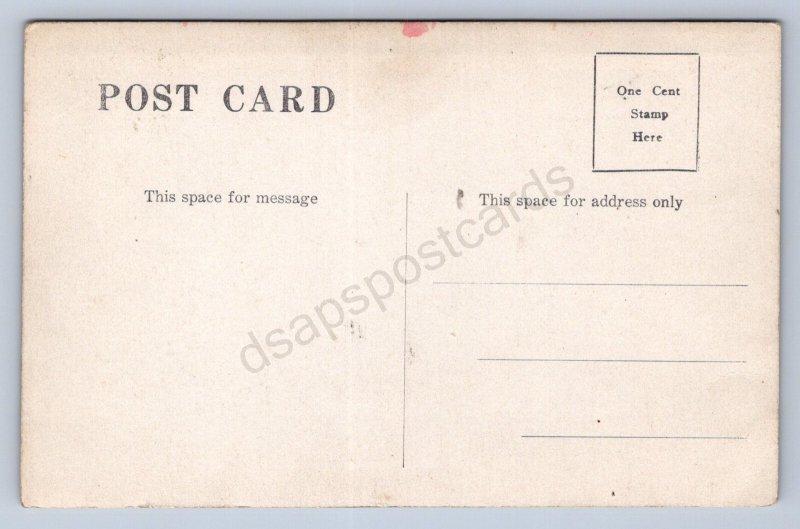 POST CARD
One Cent
Stamp
Here
This space for message
This space for address only
dsapspostcards